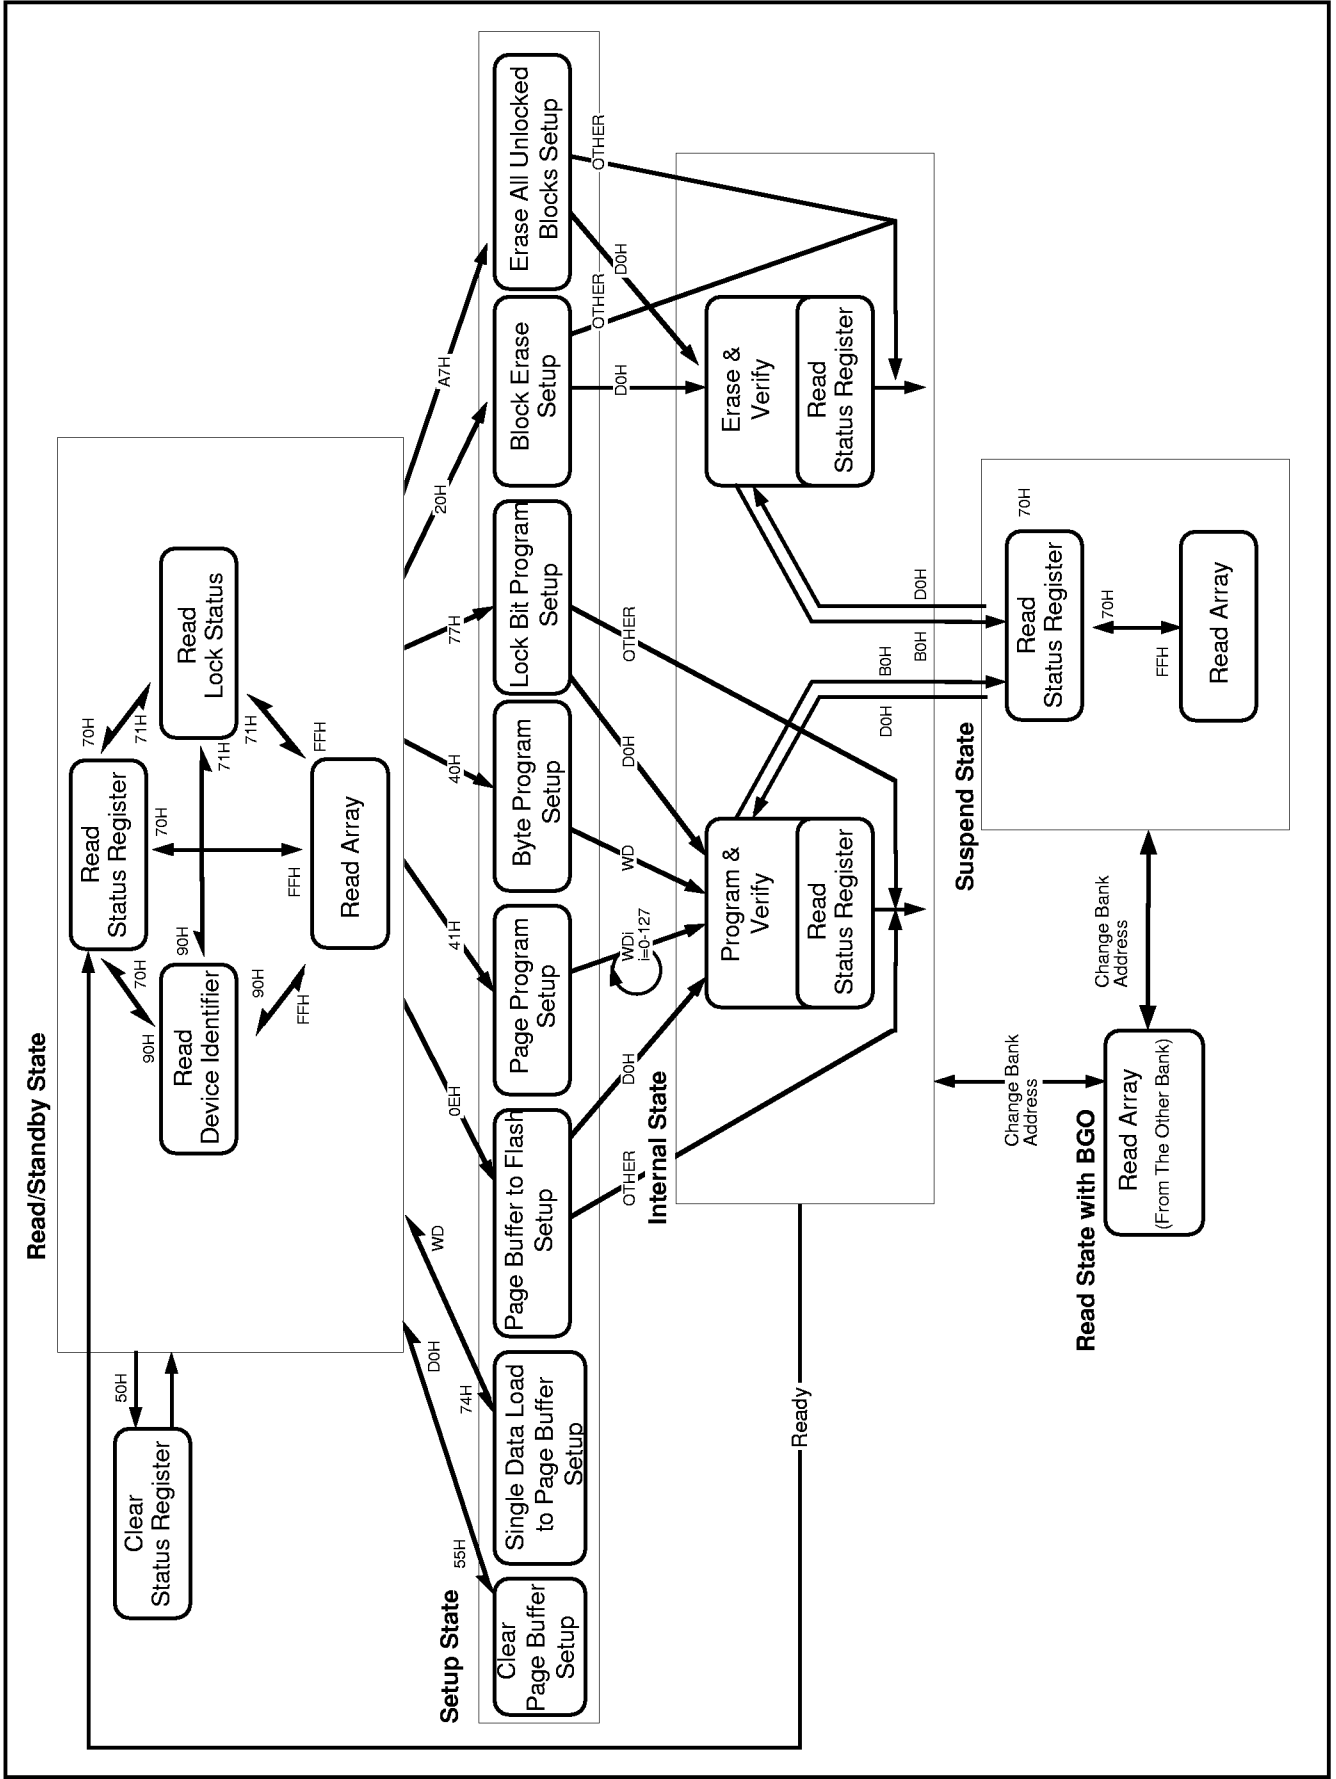 Read/Standby State
50H
Clear
Status Register
Read
Status Register
70H
71H
Read
Lock Status
70H
90H
Read
Device Identifier
90H
70H
71H
FFH
71H
FFH
90H
FFH
Read Array
Setup State
55H
D0H
74H
WD
0EH
41H
40H
77H
20H
A7H
Clear
Page Buffer
Setup
Single Data Load
to Page Buffer
Setup
Page Buffer to Flash
Setup
Page Program
Setup
Byte Program
Setup
Lock Bit Program
Setup
Block Erase
Setup
Erase All Unlocked
Blocks Setup
OTHER
D0H
WDi
i=0-127
WD
D0H
OTHER
D0H
OTHER
D0H
OTHER
Internal State
Program &
Verify
Read
Status Register
Erase &
Verify
Read
Status Register
Ready
D0H
B0H
B0H
D0H
Suspend State
Read
Status Register
70H
FFH
70H
Read Array
Change Bank
Address
Change Bank
Address
Read State with BGO
Read Array
(From The Other Bank)